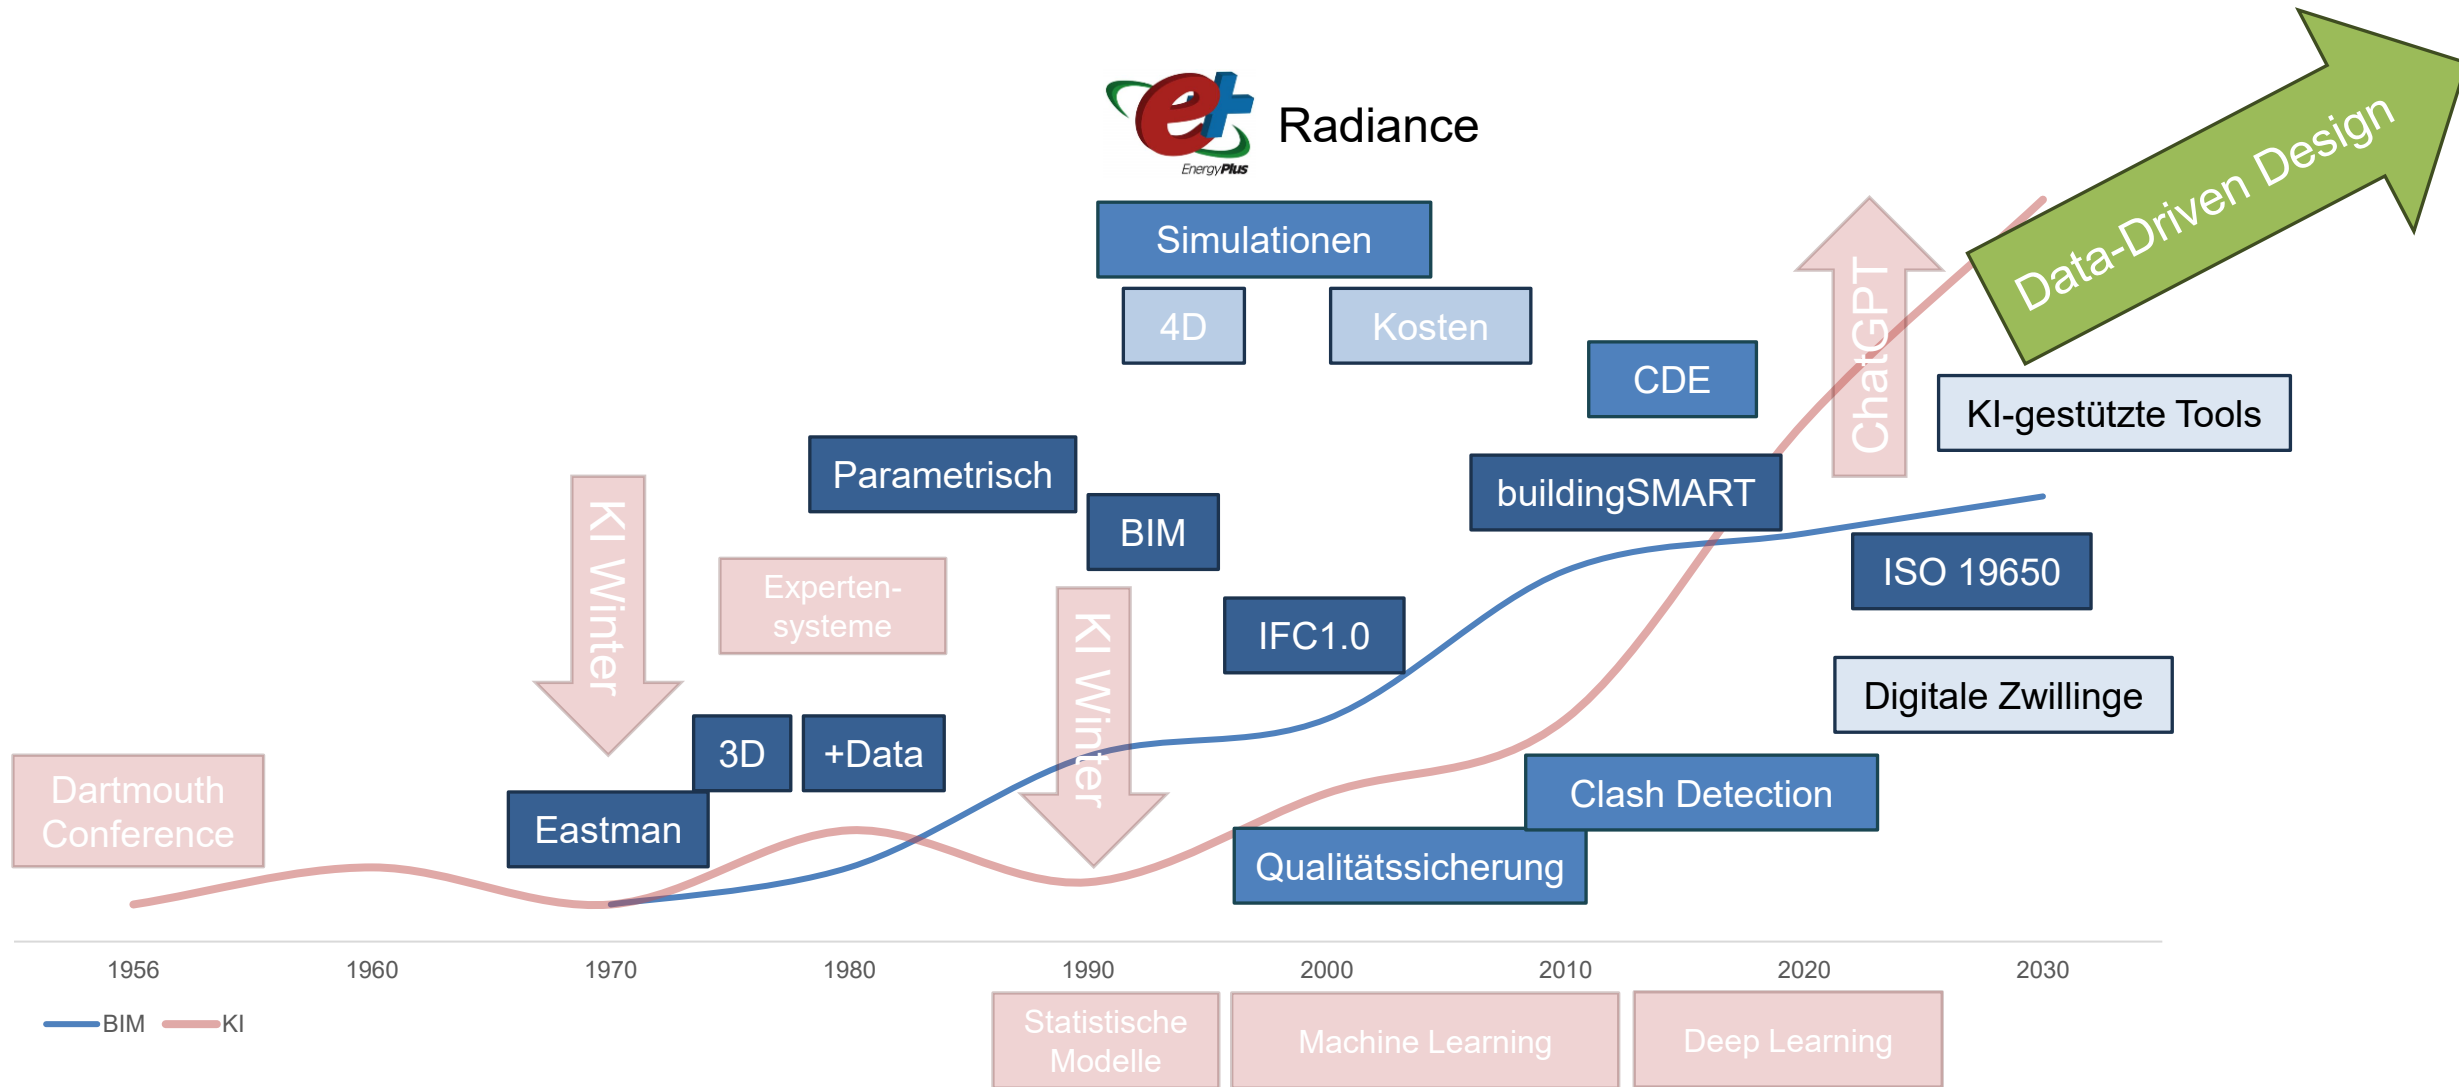 e+
EnergyPlus
Radiance
Data-Driven Design
Simulationen
4D
Kosten
CDE
ChatGPT
KI-gestützte Tools
Parametrisch
buildingSMART
KI Winter
BIM
Experten-
systeme
KI Winter
IFC1.0
ISO 19650
Digitale Zwillinge
3D
+Data
Dartmouth
Conference
Eastman
Clash Detection
Qualitätssicherung
1956
1960
1970
1980
1990
2000
2010
2020
2030
BIM
KI
Statistische
Modelle
Machine Learning
Deep Learning